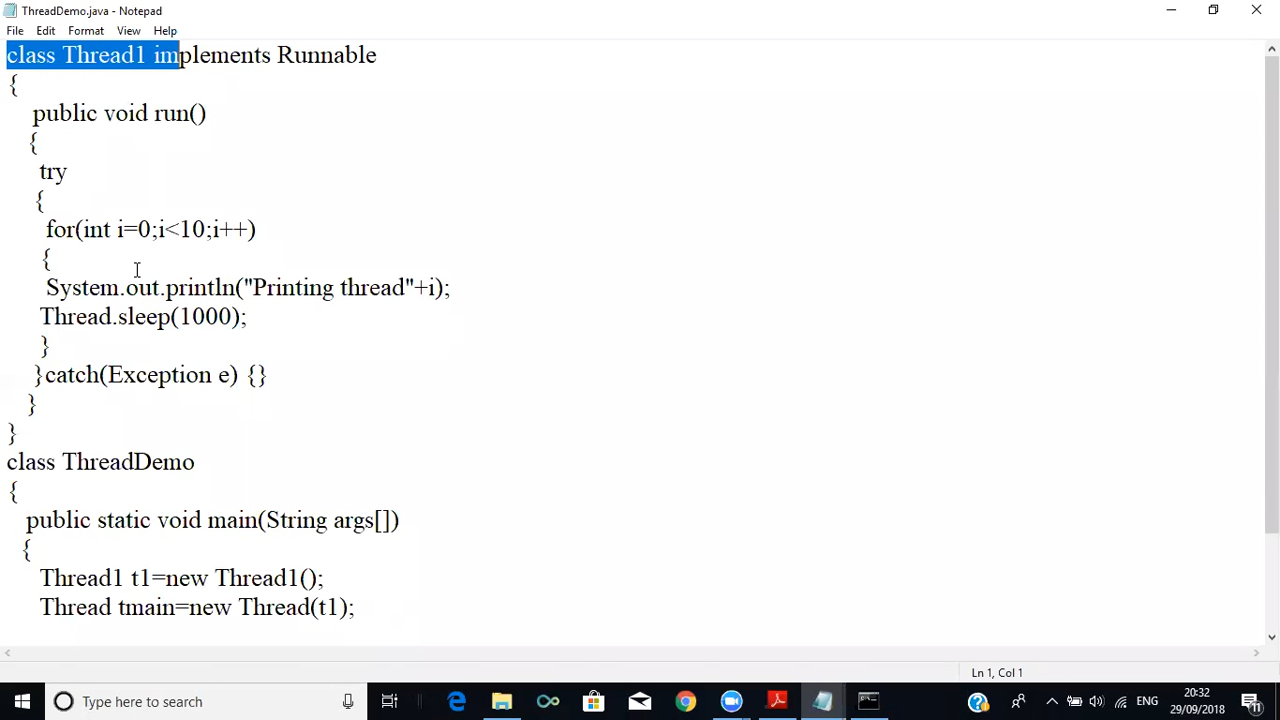 ThreadDemo.java - Notepad
File Edit Format View Help
class Thread1 implements Runnable
{
public void run()
{
try
{
for(int i=0;i<10;i++)
{
System.out.println("Printing thread"+i);
Thread.sleep(1000);
}
}catch(Exception e) {}
}
}
class ThreadDemo
{
public static void main(String args[])
{
Thread1 t1=new Thread1();
Thread tmain=new Thread(t1);
Ln 1, Col 1
Type here to search
ENG
20:32
29/09/2018
11